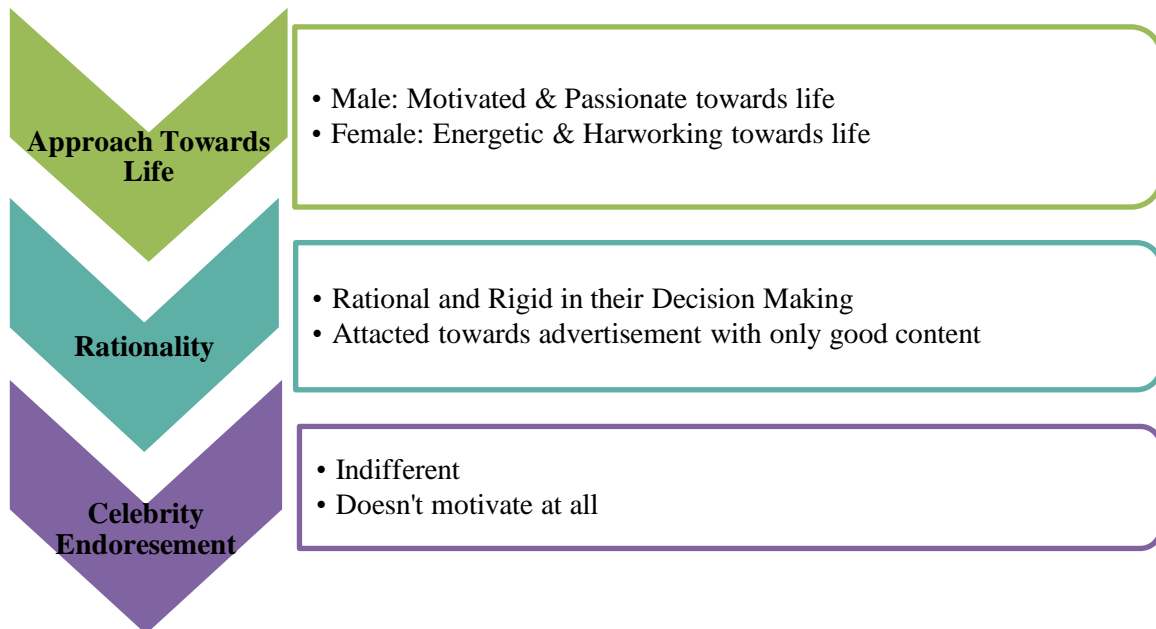 Approach Towards
Life
• Male: Motivated & Passionate towards life
• Female: Energetic & Harworking towards life
Rationality
• Rational and Rigid in their Decision Making
• Attacted towards advertisement with only good content
Celebrity
Endoresement
• Indifferent
• Doesn't motivate at all